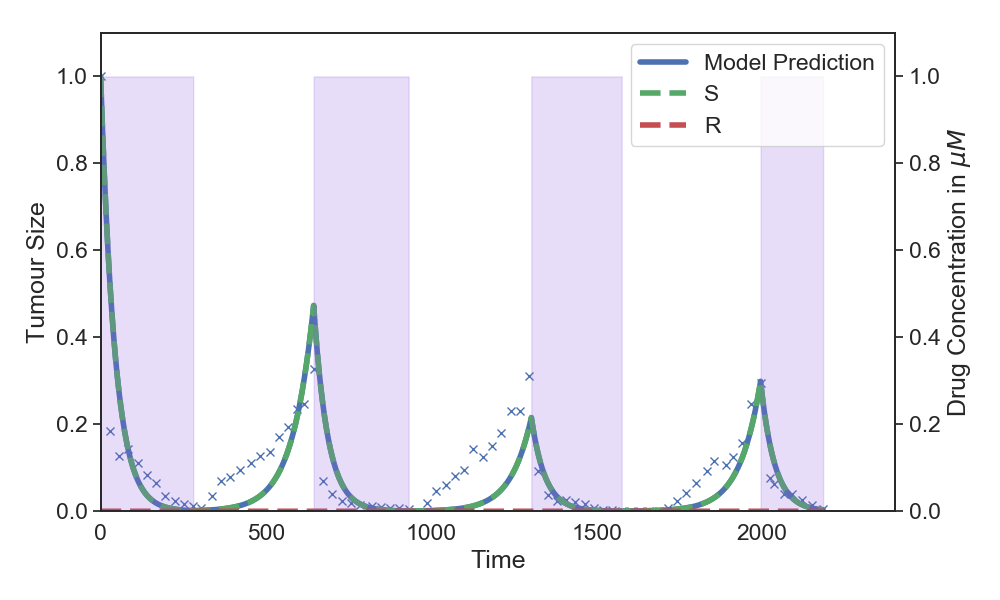 Model Prediction
S
R
1.0
0.8
0.6
0.4
0.2
0.0
Tumour Size
1.0
0.8
0.6
0.4
0.2
0.0
Drug Concentration in μM
0
500
1000
1500
2000
Time